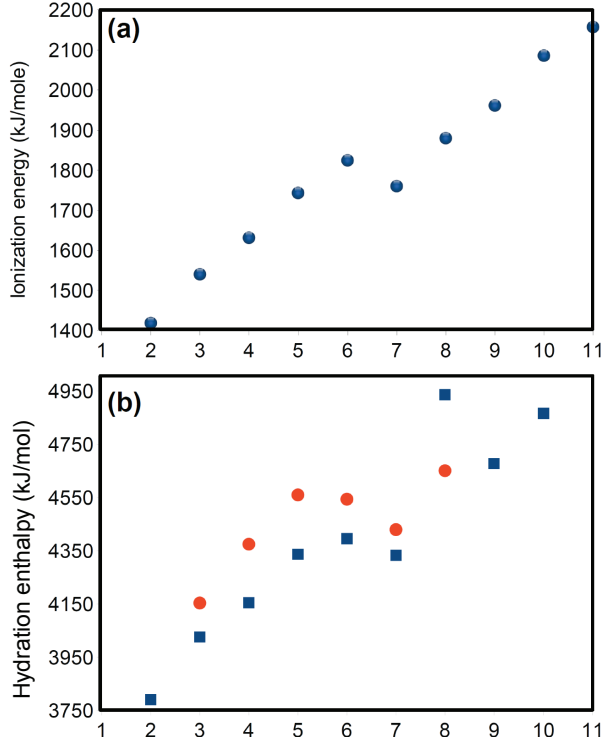 (a)
Ionization energy (kJ/mole)
2200
2100
2000
1900
1800
1700
1600
1500
1400
1 2 3 4 5 6 7 8 9 10 11
(b)
Hydration enthalpy (kJ/mol)
4950
4750
4550
4350
4150
3950
3750
1 2 3 4 5 6 7 8 9 10 11